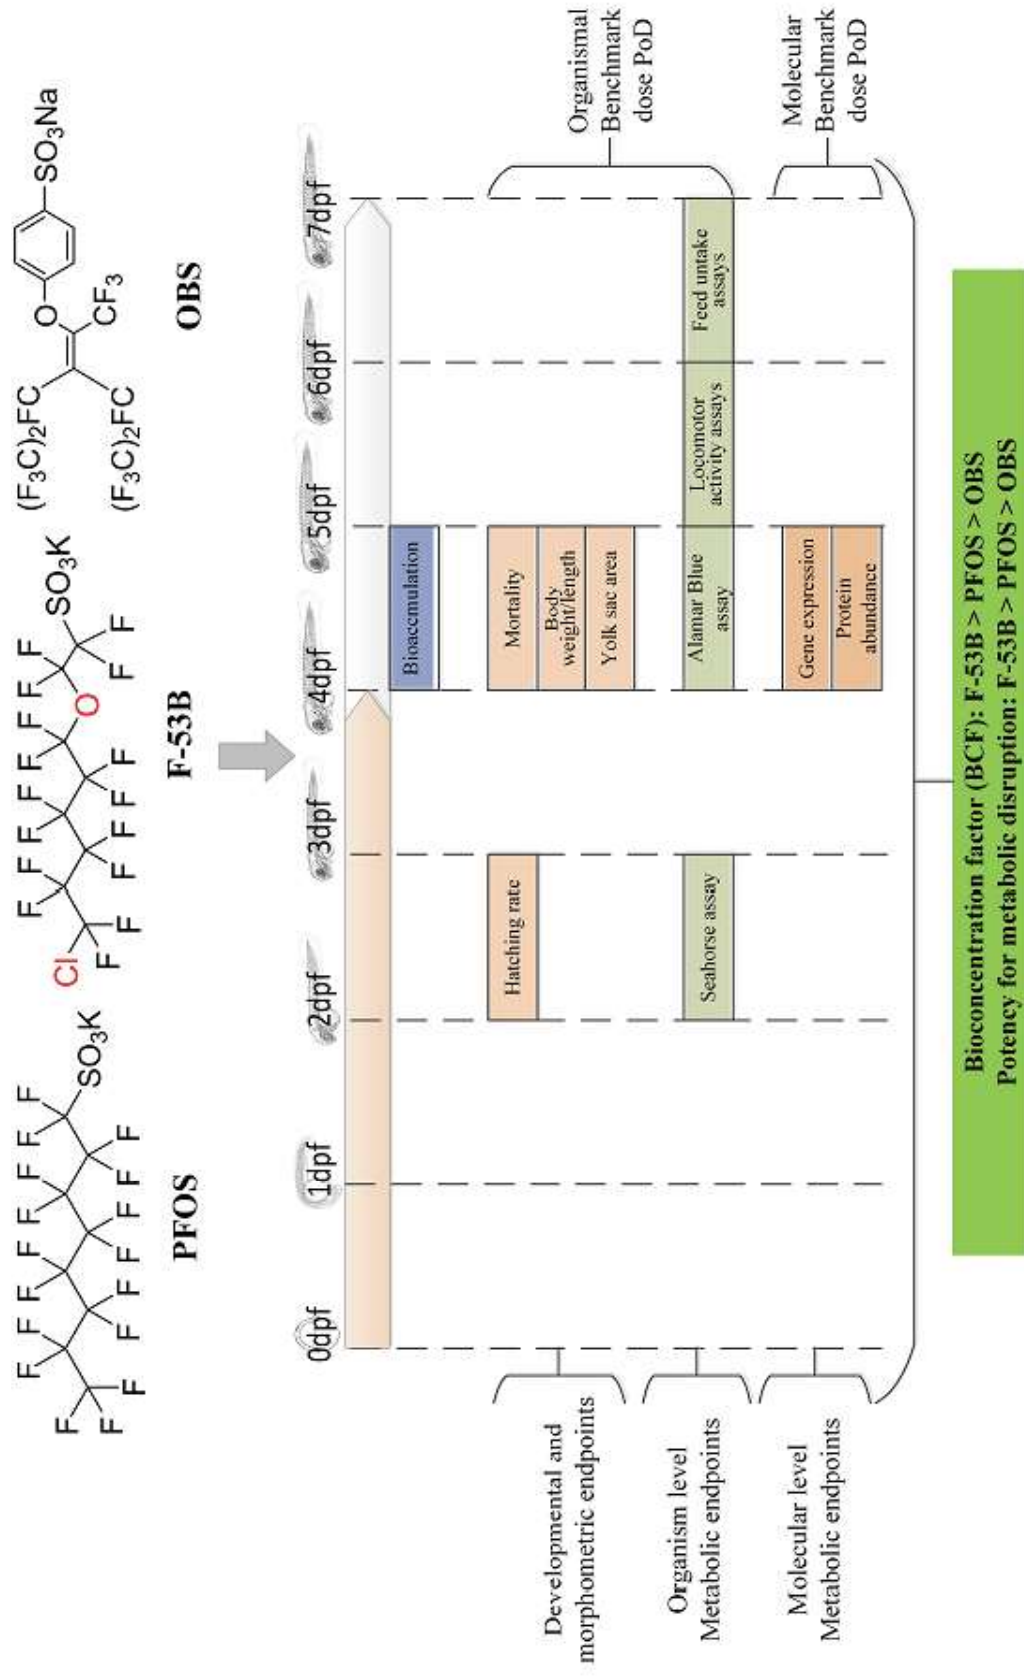 F F F F F F F F
F F F F F F F F F
SO₃K
PFOS
Cl
F F F F F F F F
F F F F F F F F
O
SO₃K
F-53B
(F₃C)₂FC
(F₃C)₂FC
O
CF₃
SO₃Na
OBS
0dpf
1dpf
2dpf
3dpf
4dpf
5dpf
6dpf
7dpf
Bioaccmulation
Developmental and
morphometric endpoints
Hatching rate
Mortality
Body
weight/length
Yolk sac area
Organismal
Benchmark
dose PoD
Organism level
Metabolic endpoints
Seahorse assay
Alamar Blue
assay
Locomotor
activity assays
Feed untake
assays
Molecular level
Metabolic endpoints
Gene expression
Protein
abundance
Molecular
Benchmark
dose PoD
Bioconcentration factor (BCF): F-53B > PFOS > OBS
Potency for metabolic disruption: F-53B > PFOS > OBS